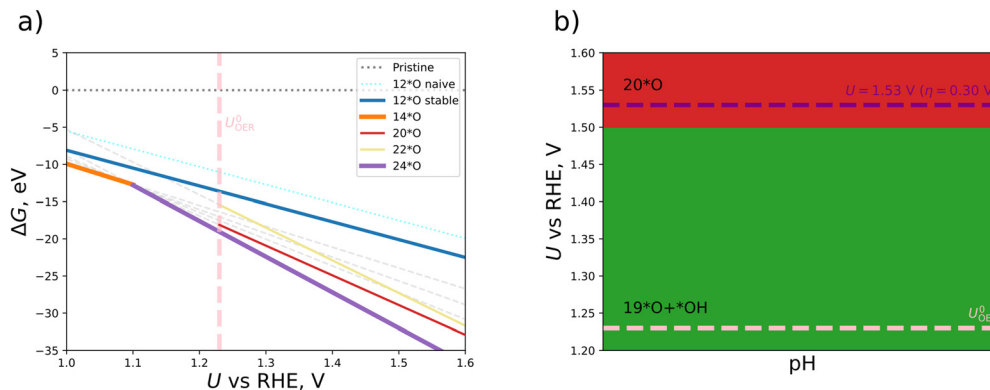 a)
5
0
−5
−10
−15
−20
−25
−30
−35
ΔG, eV
1.0 1.1 1.2 1.3 1.4 1.5 1.6
U vs RHE, V
U⁰OER
Pristine
12*O naive
12*O stable
14*O
20*O
22*O
24*O
b)
1.60
1.55
1.50
1.45
1.40
1.35
1.30
1.25
1.20
U vs RHE, V
20*O
U = 1.53 V (η = 0.30 V
19*O+*OH
U⁰OER
pH